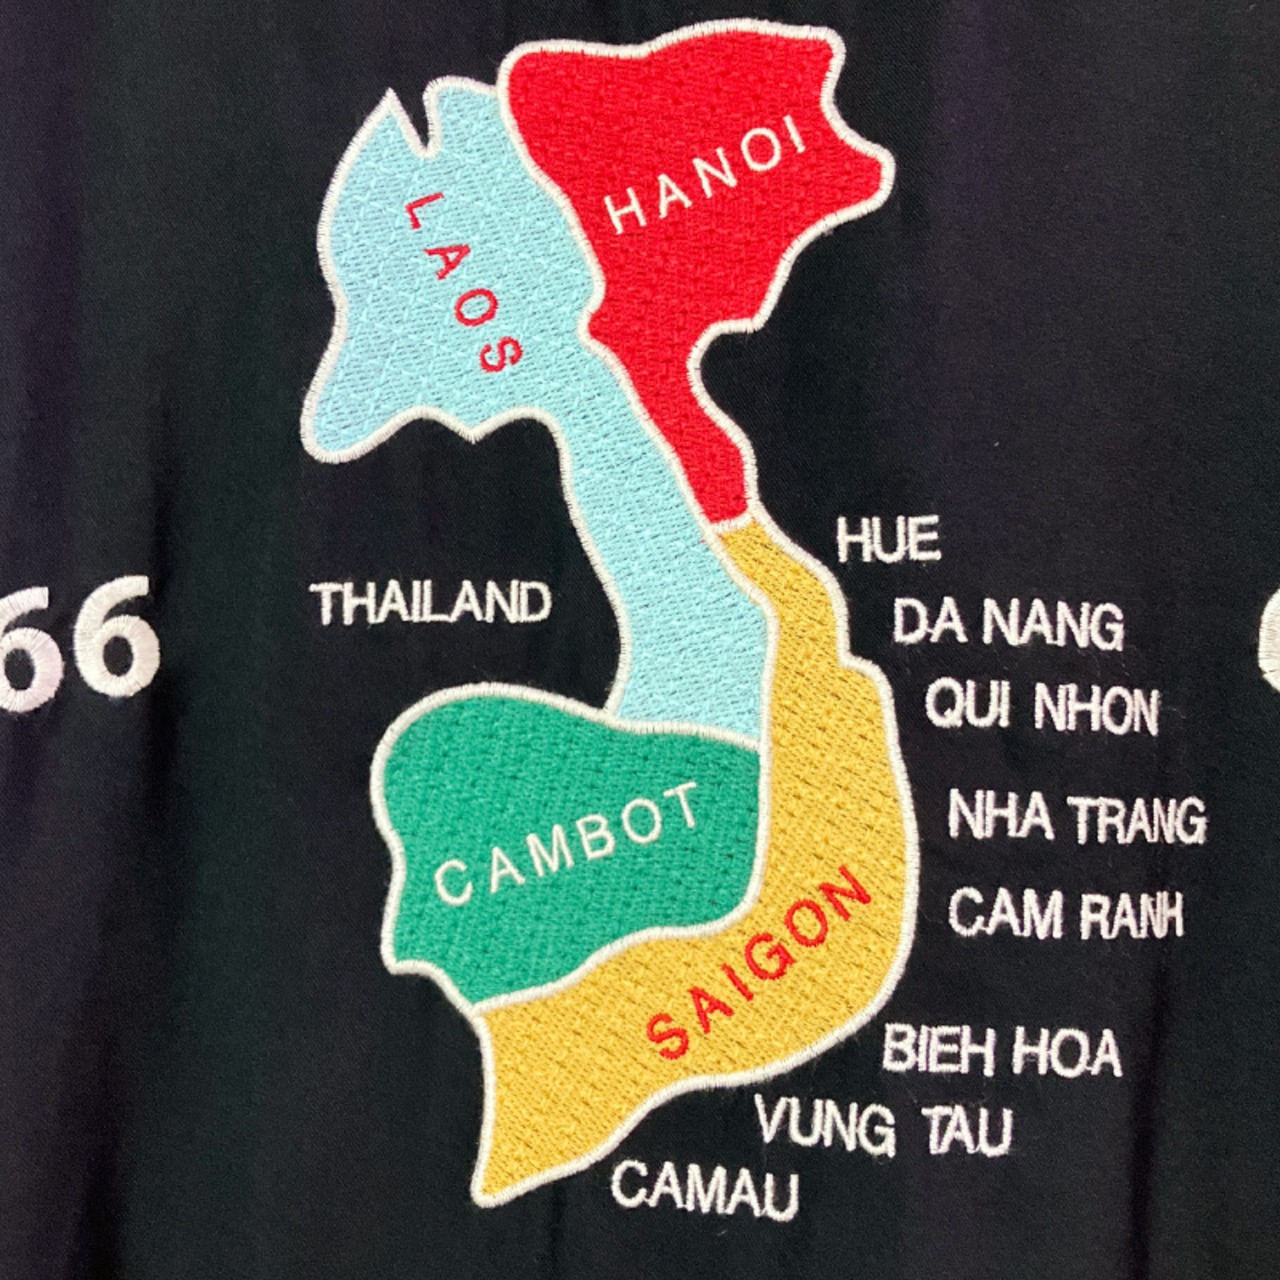 HANOI
LAOS
HUE
THAILAND
DA NANG
66
QUI NHON
NHA TRANG
CAMBOT
CAM RANH
SAIGON
BIEH HOA
VUNG TAU
CAMAU